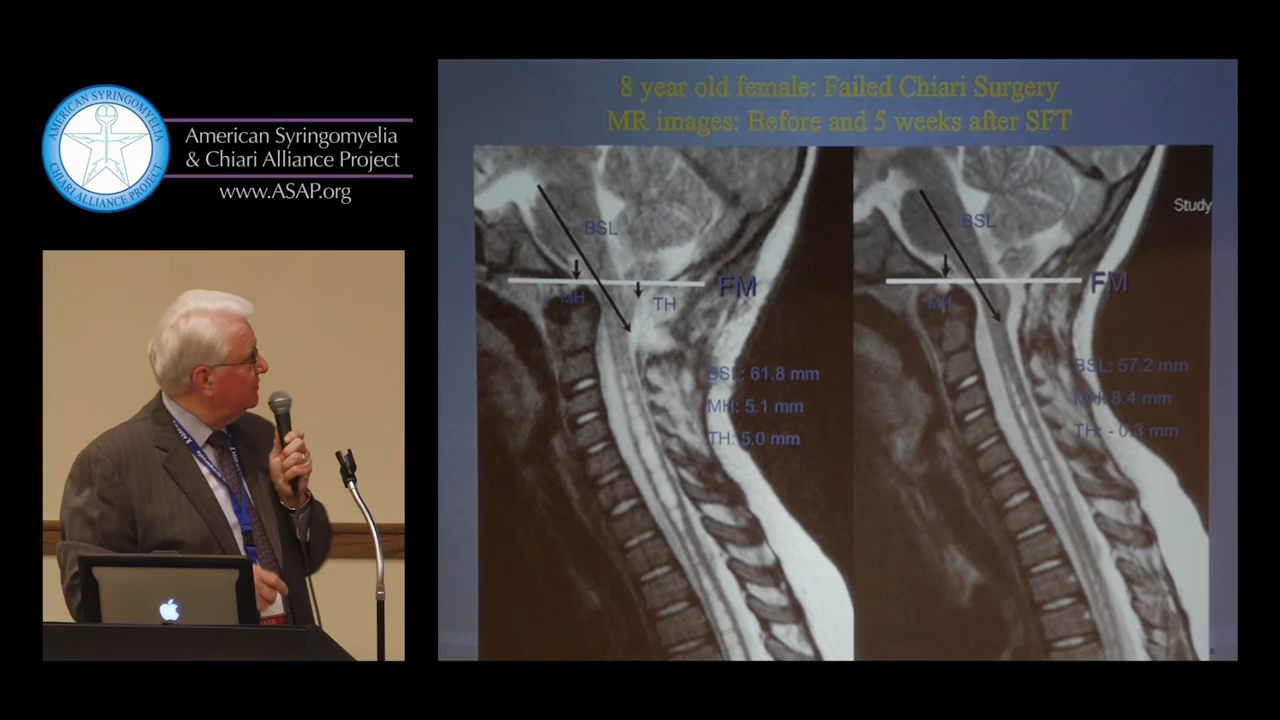 AMERICAN SYRINGOMYELIA
CHIARI ALLIANCE PROJECT
American Syringomyelia
& Chiari Alliance Project
www.ASAP.org
8 year old female: Failed Chiari Surgery
MR images: Before and 5 weeks after SFT
BSL
MH
TH
FM
BSL: 61.8 mm
MH: 5.1 mm
TH: 5.0 mm
Study
BSL
MH
FM
BSL: 57.2 mm
MH: 8.4 mm
TH: - 0.3 mm